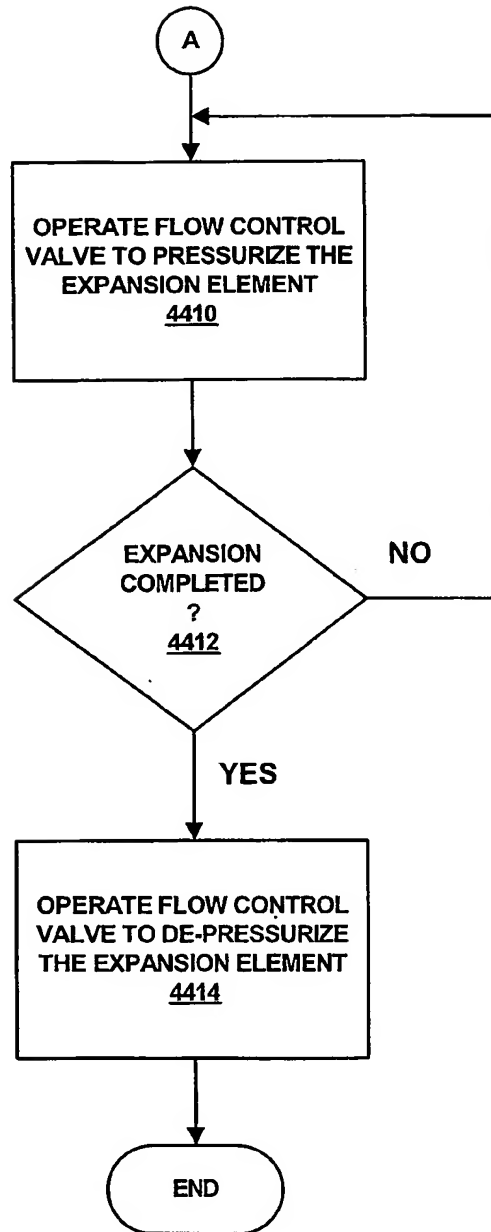 A
OPERATE FLOW CONTROL
VALVE TO PRESSURIZE THE
EXPANSION ELEMENT
4410
EXPANSION
COMPLETED
?
4412
NO
YES
OPERATE FLOW CONTROL
VALVE TO DE-PRESSURIZE
THE EXPANSION ELEMENT
4414
END